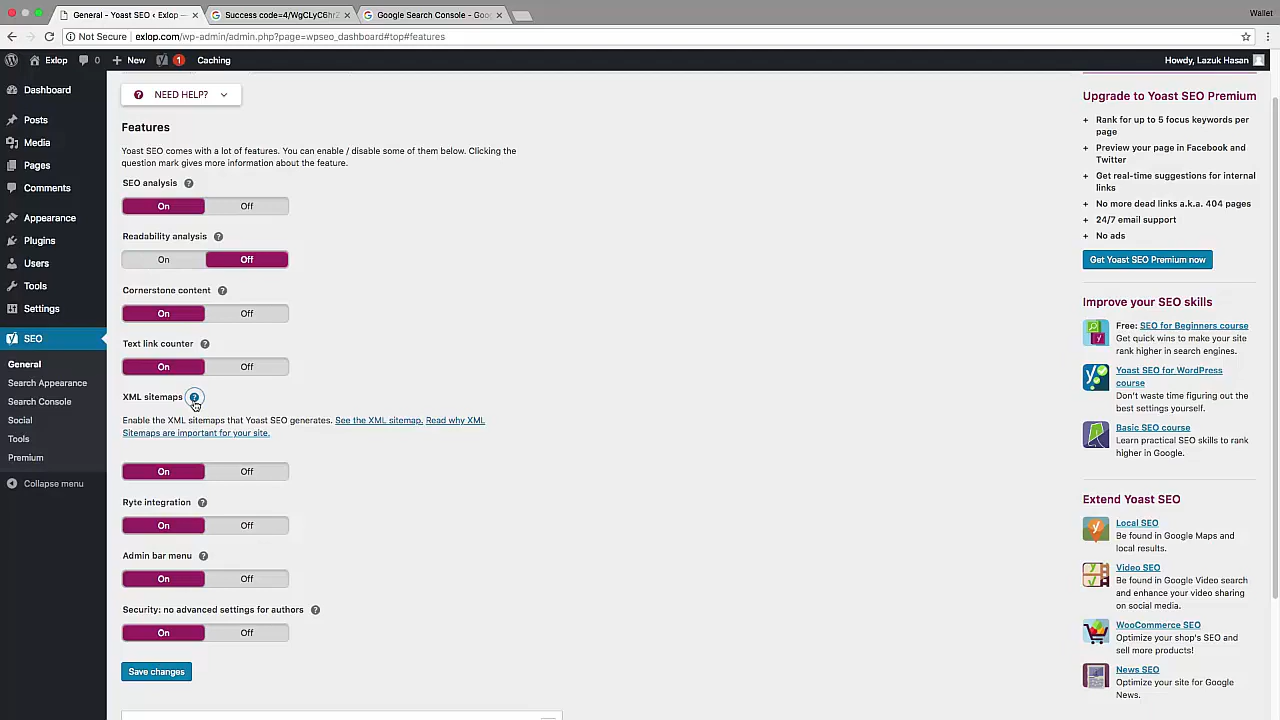 General - Yoast SEO ‹ Exlop —
Success code=4/WgCLyC6hr
Google Search Console - Goo
Wallet
Not Secure
exlop.com/wp-admin/admin.php?page=wpseo_dashboard#top#features
Exlop
0
New
1
Caching
Howdy, Lazuk Hasan
Dashboard
Posts
Media
Pages
Comments
Appearance
Plugins
Users
Tools
Settings
SEO
General
Search Appearance
Search Console
Social
Tools
Premium
Collapse menu
NEED HELP?
Features
Yoast SEO comes with a lot of features. You can enable / disable some of them below. Clicking the
question mark gives more information about the feature.
SEO analysis
On Off
Readability analysis
On Off
Cornerstone content
On Off
Text link counter
On Off
XML sitemaps
Enable the XML sitemaps that Yoast SEO generates. See the XML sitemap. Read why XML
Sitemaps are important for your site.
On Off
Ryte integration
On Off
Admin bar menu
On Off
Security: no advanced settings for authors
On Off
Save changes
Upgrade to Yoast SEO Premium
+ Rank for up to 5 focus keywords per
page
+ Preview your page in Facebook and
Twitter
+ Get real-time suggestions for internal
links
+ No more dead links a.k.a. 404 pages
+ 24/7 email support
+ No ads
Get Yoast SEO Premium now
Improve your SEO skills
Free: SEO for Beginners course
Get quick wins to make your site
rank higher in search engines.
Yoast SEO for WordPress
course
Don't waste time figuring out the
best settings yourself.
Basic SEO course
Learn practical SEO skills to rank
higher in Google.
Extend Yoast SEO
Local SEO
Be found in Google Maps and
local results.
Video SEO
Be found in Google Video search
and enhance your video sharing
on social media.
WooCommerce SEO
Optimize your shop's SEO and
sell more products!
News SEO
Optimize your site for Google
News.